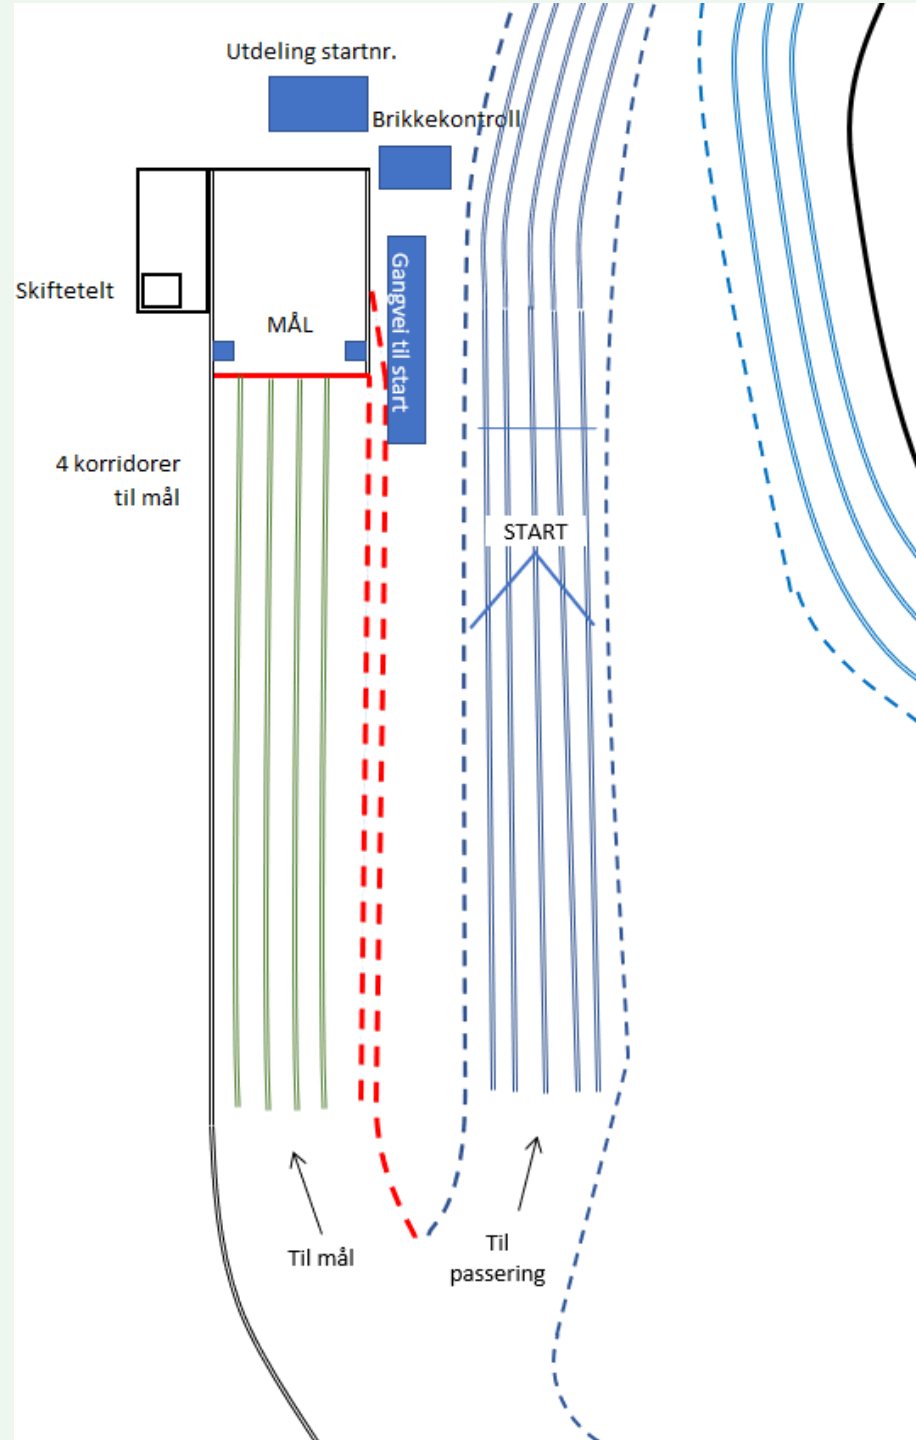 Utdeling startnr.
Brikkekontroll
Gangvei til start
Skiftetelt
MÅL
4 korridorer
til mål
START
Til mål
Til
passering